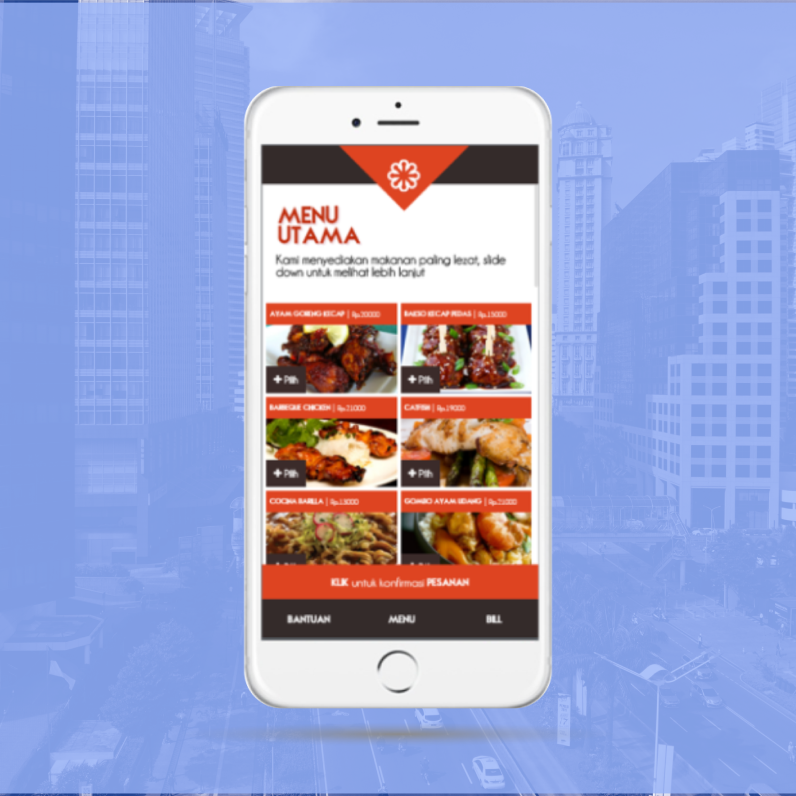 MENU
UTAMA
Kami menyediakan makanan paling lezat, slide
down untuk melihat lebih lanjut
AYAM GORENG KECAP | Rp.20000
BAKSO KECAP PEDAS | Rp.15000
+ Pilih
+ Pilih
BARBEQUE CHICKEN | Rp.21000
CATFISH | Rp.19000
+ Pilih
+ Pilih
COCINA BARILLA | Rp.13000
GOMBO AYAM UDANG | Rp.21000
KLIK untuk konfirmasi PESANAN
BANTUAN
MENU
BILL